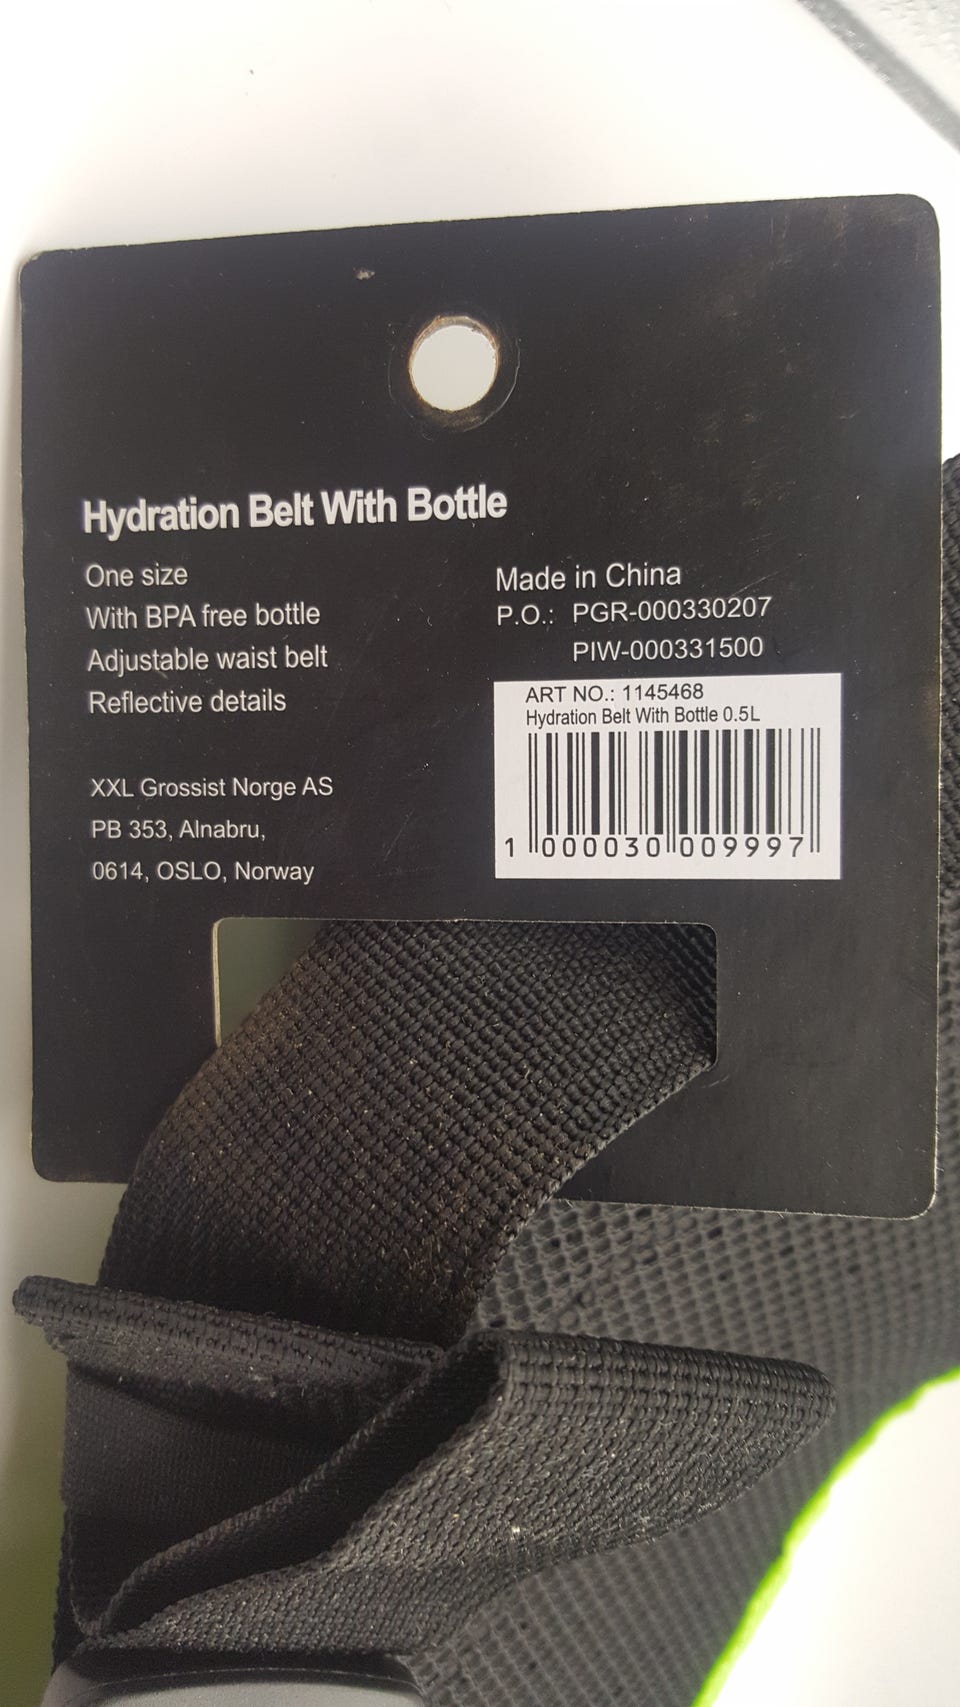 Hydration Belt With Bottle
One size
With BPA free bottle
Adjustable waist belt
Reflective details
XXL Grossist Norge AS
PB 353, Alnabru,
0614, OSLO, Norway
Made in China
P.O.: PGR-000330207
PIW-000331500
ART NO.: 1145468
Hydration Belt With Bottle 0.5L
1 000030 009997